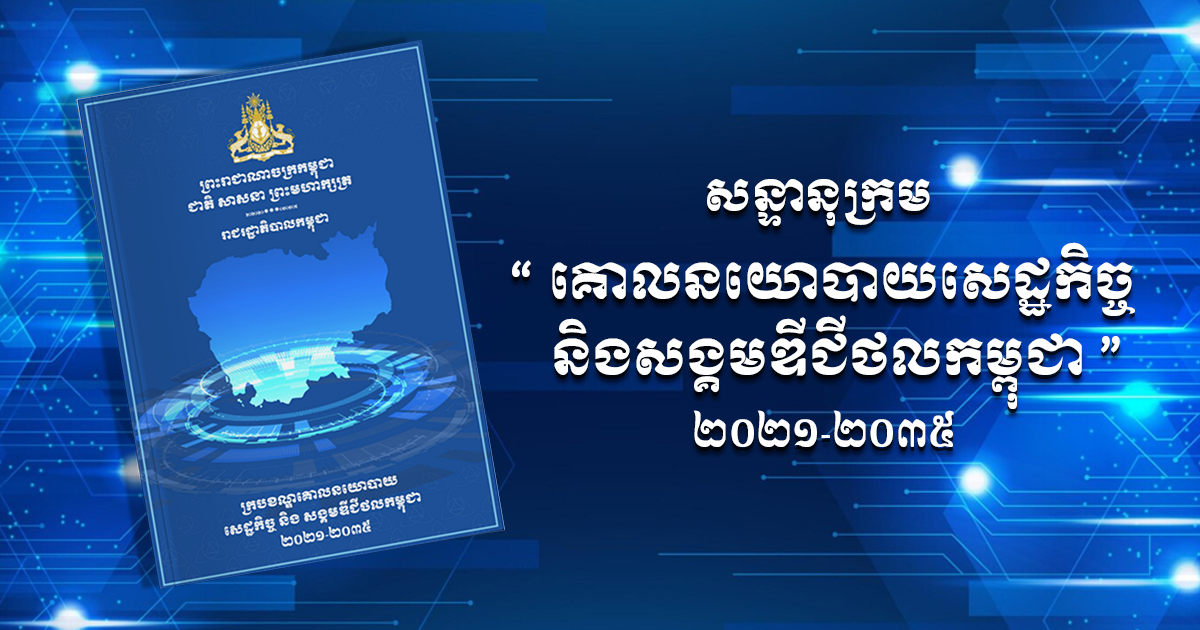 ព្រះរាជាណាចក្រកម្ពុជា
ជាតិ សាសនា ព្រះមហាក្សត្រ
រាជរដ្ឋាភិបាលកម្ពុជា
ក្របខណ្ឌគោលនយោបាយ
សេដ្ឋកិច្ច និង សង្គមឌីជីថលកម្ពុជា
២០២១-២០៣៥
សន្ទានុក្រម
“ គោលនយោបាយសេដ្ឋកិច្ច
និងសង្គមឌីជីថលកម្ពុជា ”
២០២១-២០៣៥